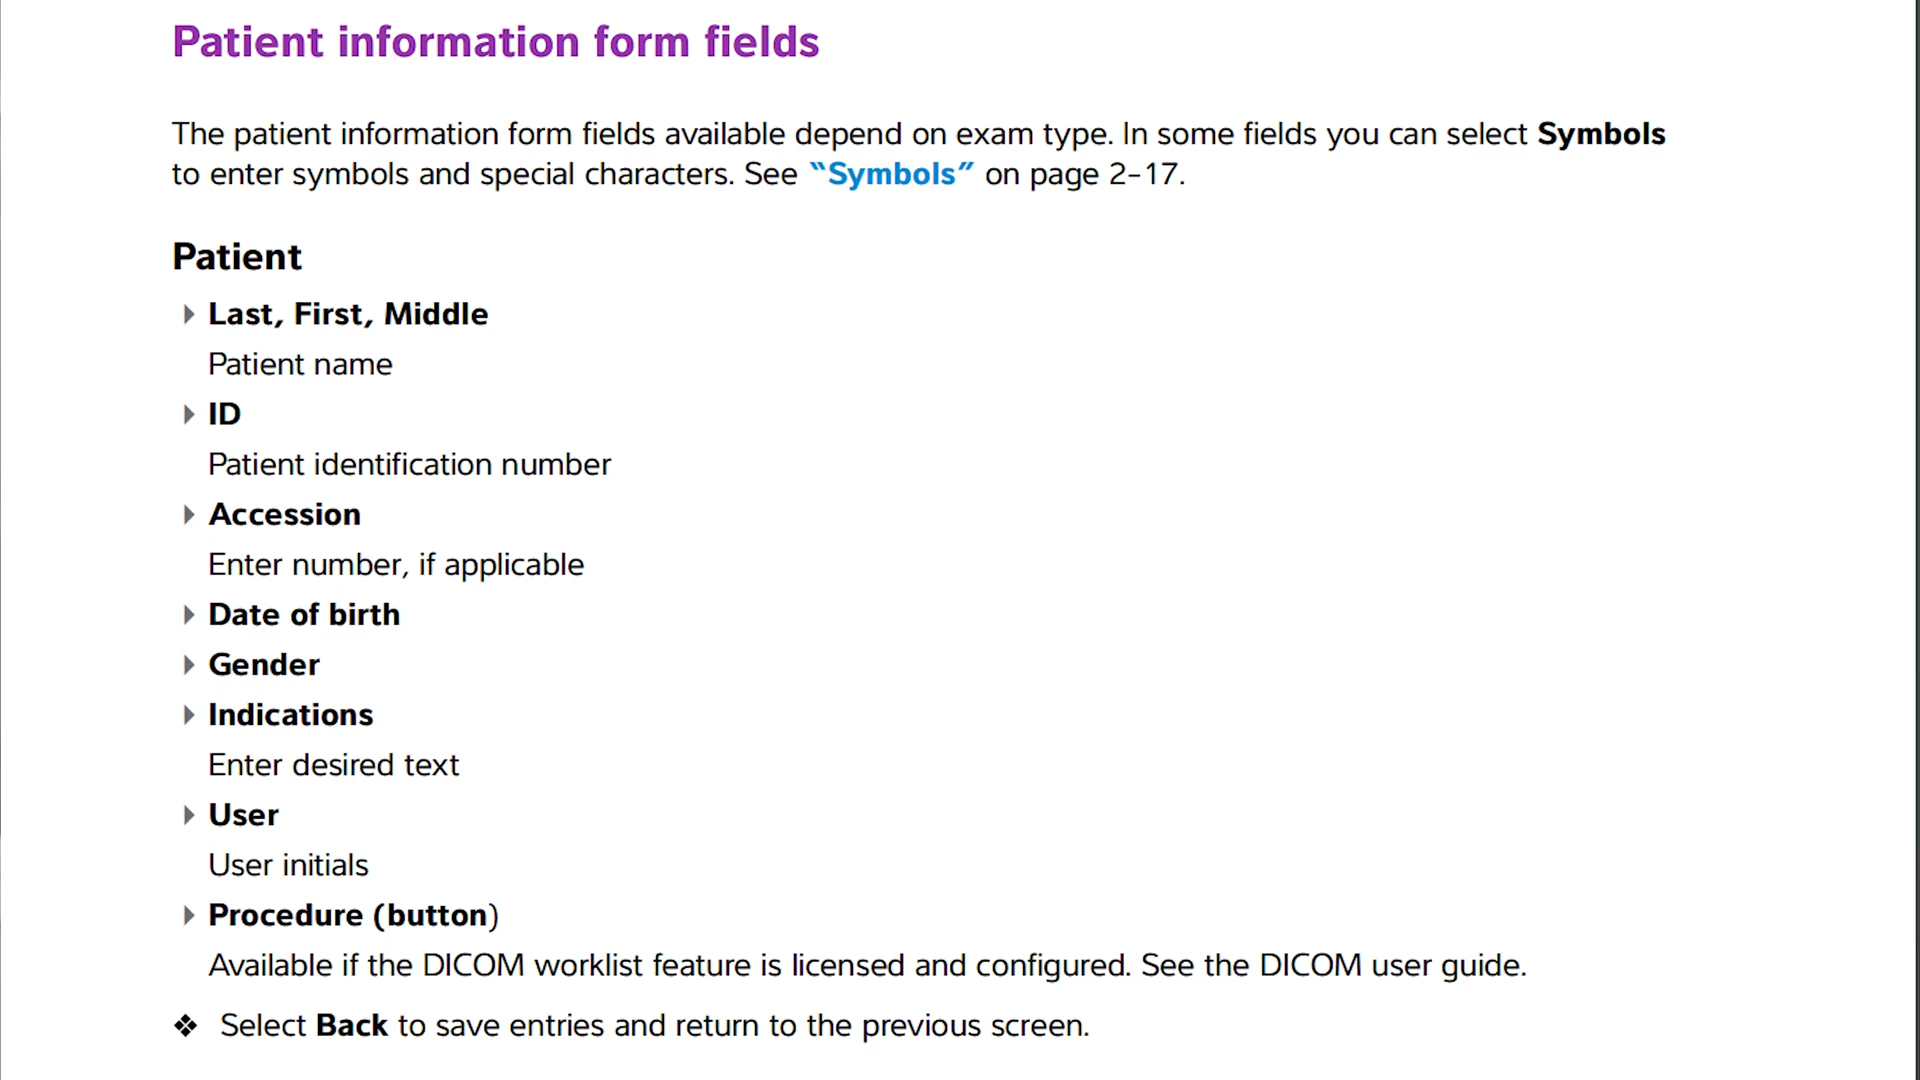 Patient information form fields
The patient information form fields available depend on exam type. In some fields you can select Symbols
to enter symbols and special characters. See “Symbols” on page 2–17.
Patient
Last, First, Middle
Patient name
ID
Patient identification number
Accession
Enter number, if applicable
Date of birth
Gender
Indications
Enter desired text
User
User initials
Procedure (button)
Available if the DICOM worklist feature is licensed and configured. See the DICOM user guide.
❖ Select Back to save entries and return to the previous screen.